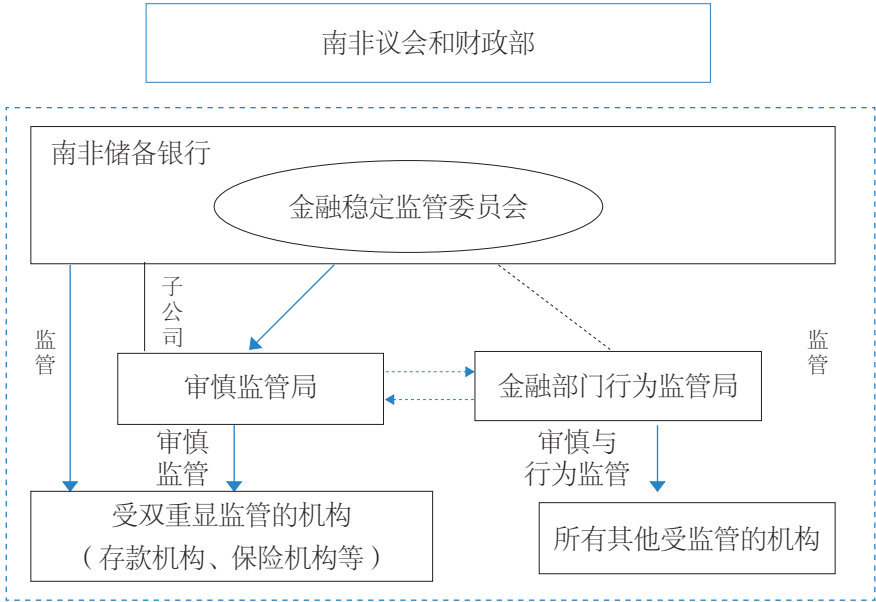 南非议会和财政部
南非储备银行
金融稳定监管委员会
子公司
监管
监管
审慎监管局
金融部门行为监管局
审慎
监管
审慎与
行为监管
受双重显监管的机构
（存款机构、保险机构等）
所有其他受监管的机构